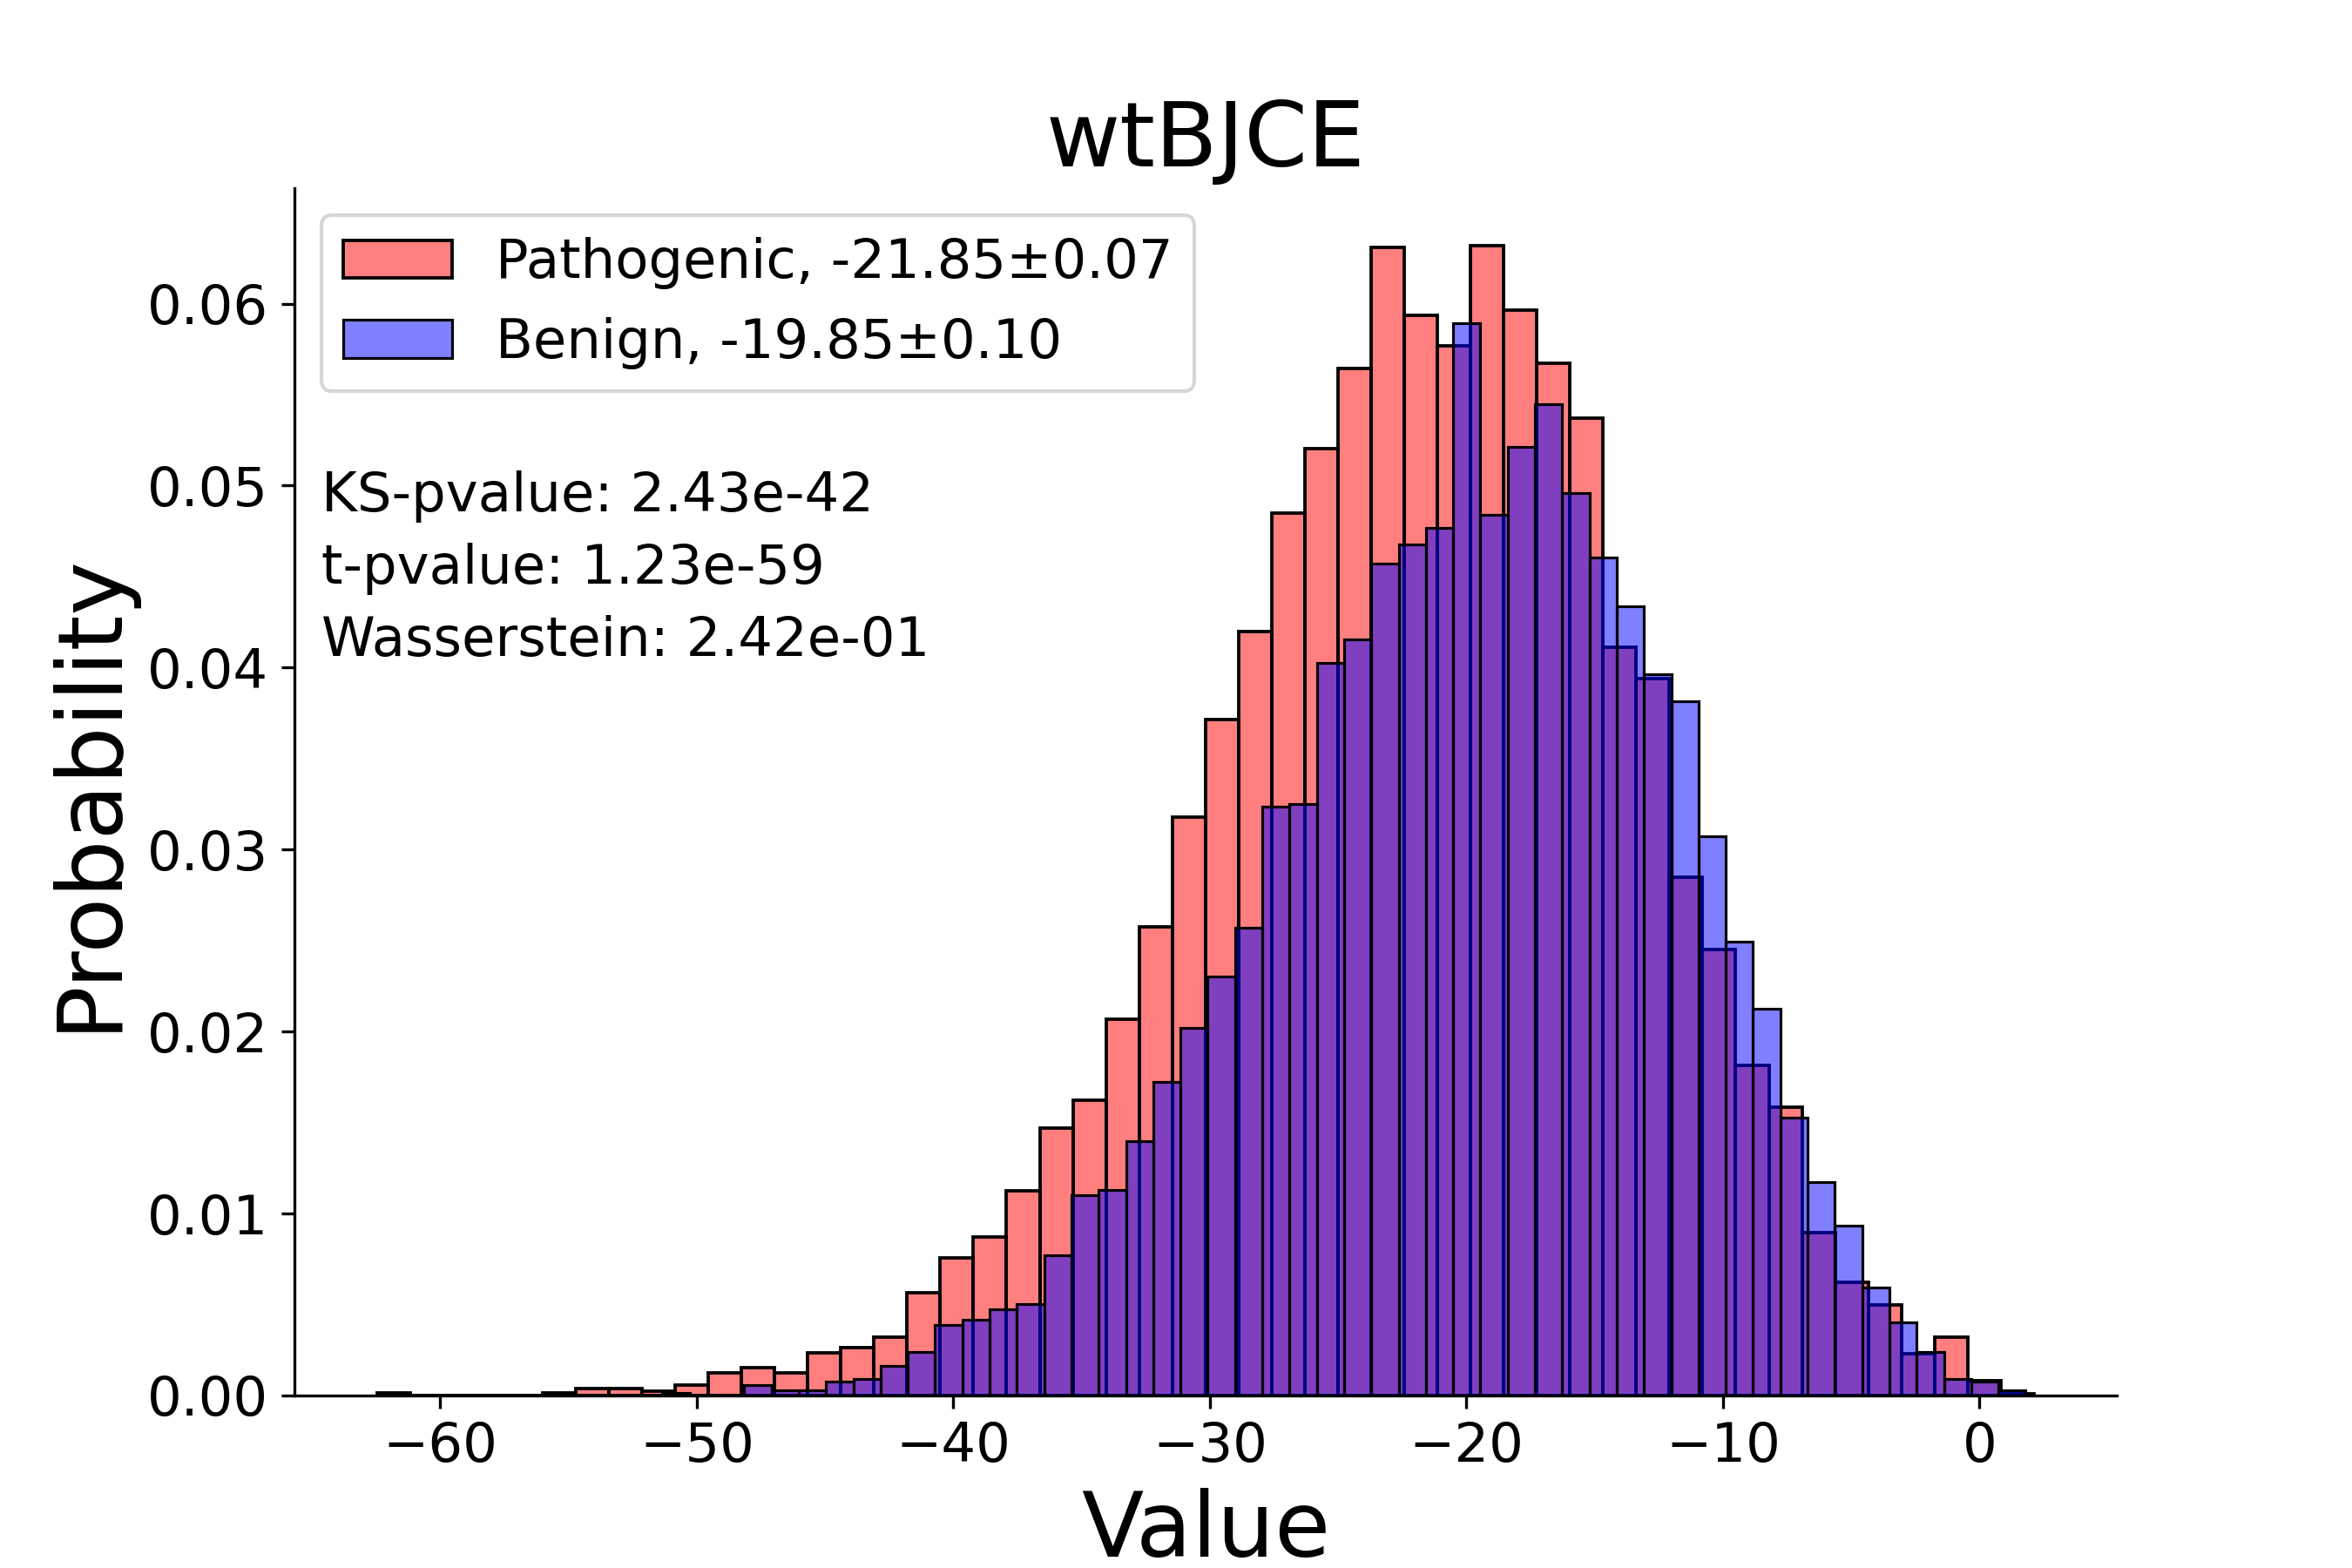 wtBJCE
Pathogenic, -21.85±0.07
Benign, -19.85±0.10
KS-pvalue: 2.43e-42
t-pvalue: 1.23e-59
Wasserstein: 2.42e-01
Probability
0.06
0.05
0.04
0.03
0.02
0.01
0.00
−60 −50 −40 −30 −20 −10 0
Value